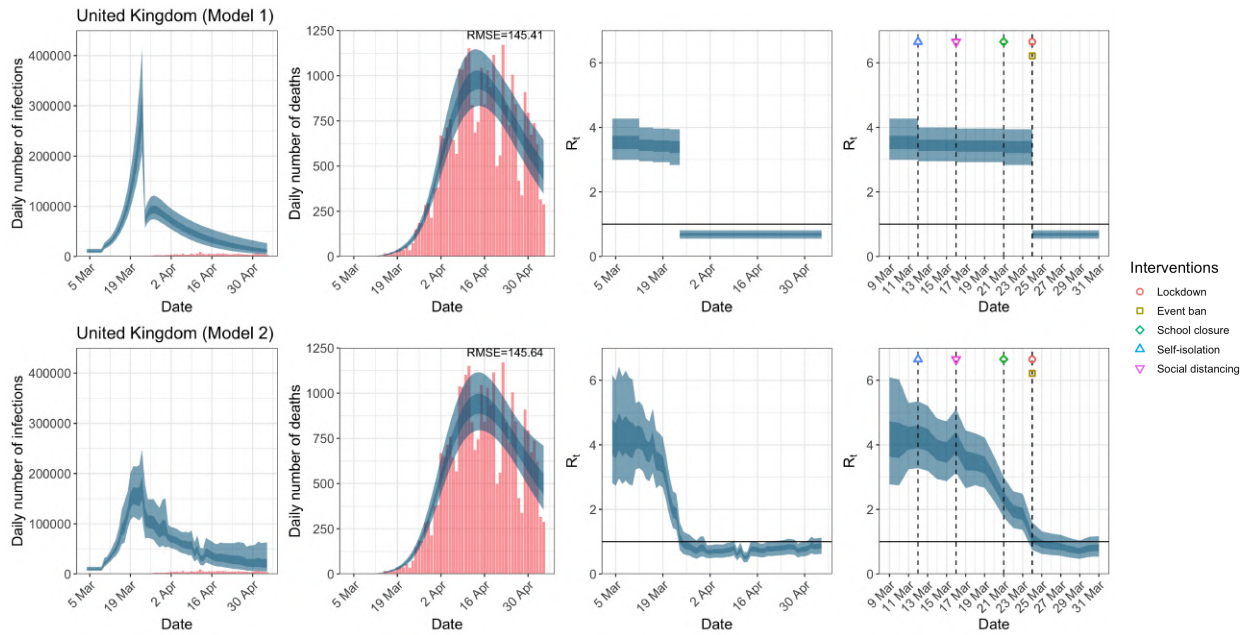 United Kingdom (Model 1)
Daily number of infections
400000
300000
200000
100000
0
5 Mar
19 Mar
2 Apr
16 Apr
30 Apr
Date
Daily number of deaths
1250
1000
750
500
250
0
RMSE=145.41
5 Mar
19 Mar
2 Apr
16 Apr
30 Apr
Date
Rt
6
4
2
0
5 Mar
19 Mar
2 Apr
16 Apr
30 Apr
Date
Rt
6
4
2
0
9 Mar
11 Mar
13 Mar
15 Mar
17 Mar
19 Mar
21 Mar
23 Mar
25 Mar
27 Mar
29 Mar
31 Mar
Date
Interventions
Lockdown
Event ban
School closure
Self-isolation
Social distancing
United Kingdom (Model 2)
Daily number of infections
400000
300000
200000
100000
0
5 Mar
19 Mar
2 Apr
16 Apr
30 Apr
Date
Daily number of deaths
1250
1000
750
500
250
0
RMSE=145.64
5 Mar
19 Mar
2 Apr
16 Apr
30 Apr
Date
Rt
6
4
2
0
5 Mar
19 Mar
2 Apr
16 Apr
30 Apr
Date
Rt
6
4
2
0
9 Mar
11 Mar
13 Mar
15 Mar
17 Mar
19 Mar
21 Mar
23 Mar
25 Mar
27 Mar
29 Mar
31 Mar
Date